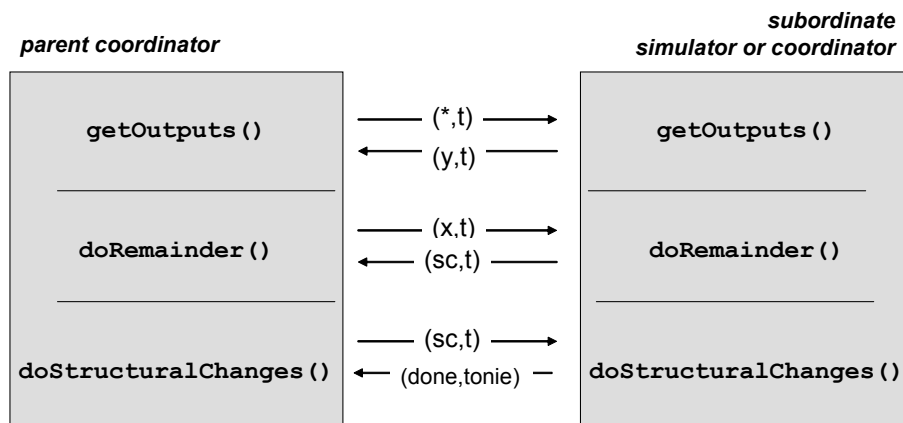 parent coordinator
subordinate
simulator or coordinator
getOutputs()
(*,t)
(y,t)
getOutputs()
doRemainder()
(x,t)
(sc,t)
doRemainder()
doStructuralChanges()
(sc,t)
(done,tonie)
doStructuralChanges()